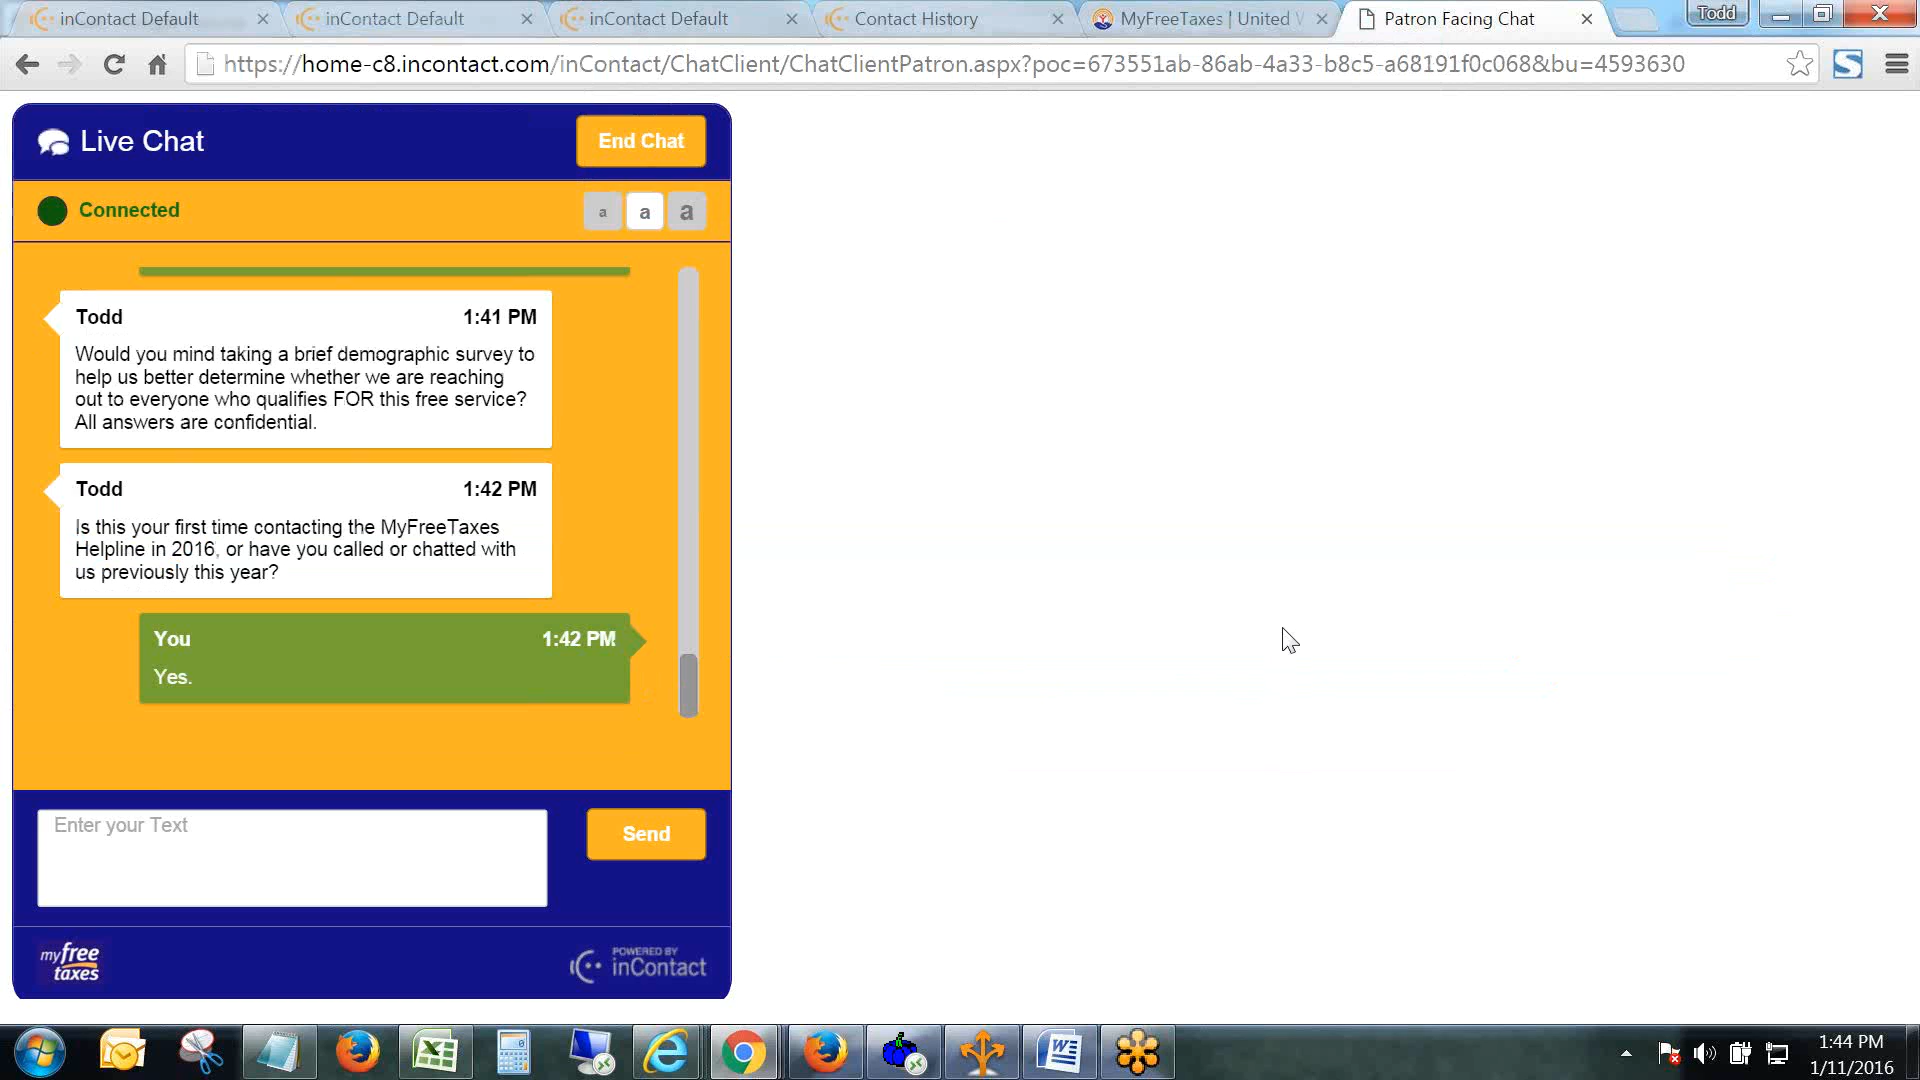 inContact Default
inContact Default
inContact Default
Contact History
MyFreeTaxes | United
Patron Facing Chat
Todd
https://home-c8.incontact.com/inContact/ChatClient/ChatClientPatron.aspx?poc=673551ab-86ab-4a33-b8c5-a68191f0c068&bu=4593630
Live Chat
End Chat
Connected
a a a
Todd 1:41 PM
Would you mind taking a brief demographic survey to
help us better determine whether we are reaching
out to everyone who qualifies FOR this free service?
All answers are confidential.
Todd 1:42 PM
Is this your first time contacting the MyFreeTaxes
Helpline in 2016, or have you called or chatted with
us previously this year?
You 1:42 PM
Yes.
Enter your Text
Send
my free
taxes
POWERED BY
inContact
1:44 PM
1/11/2016